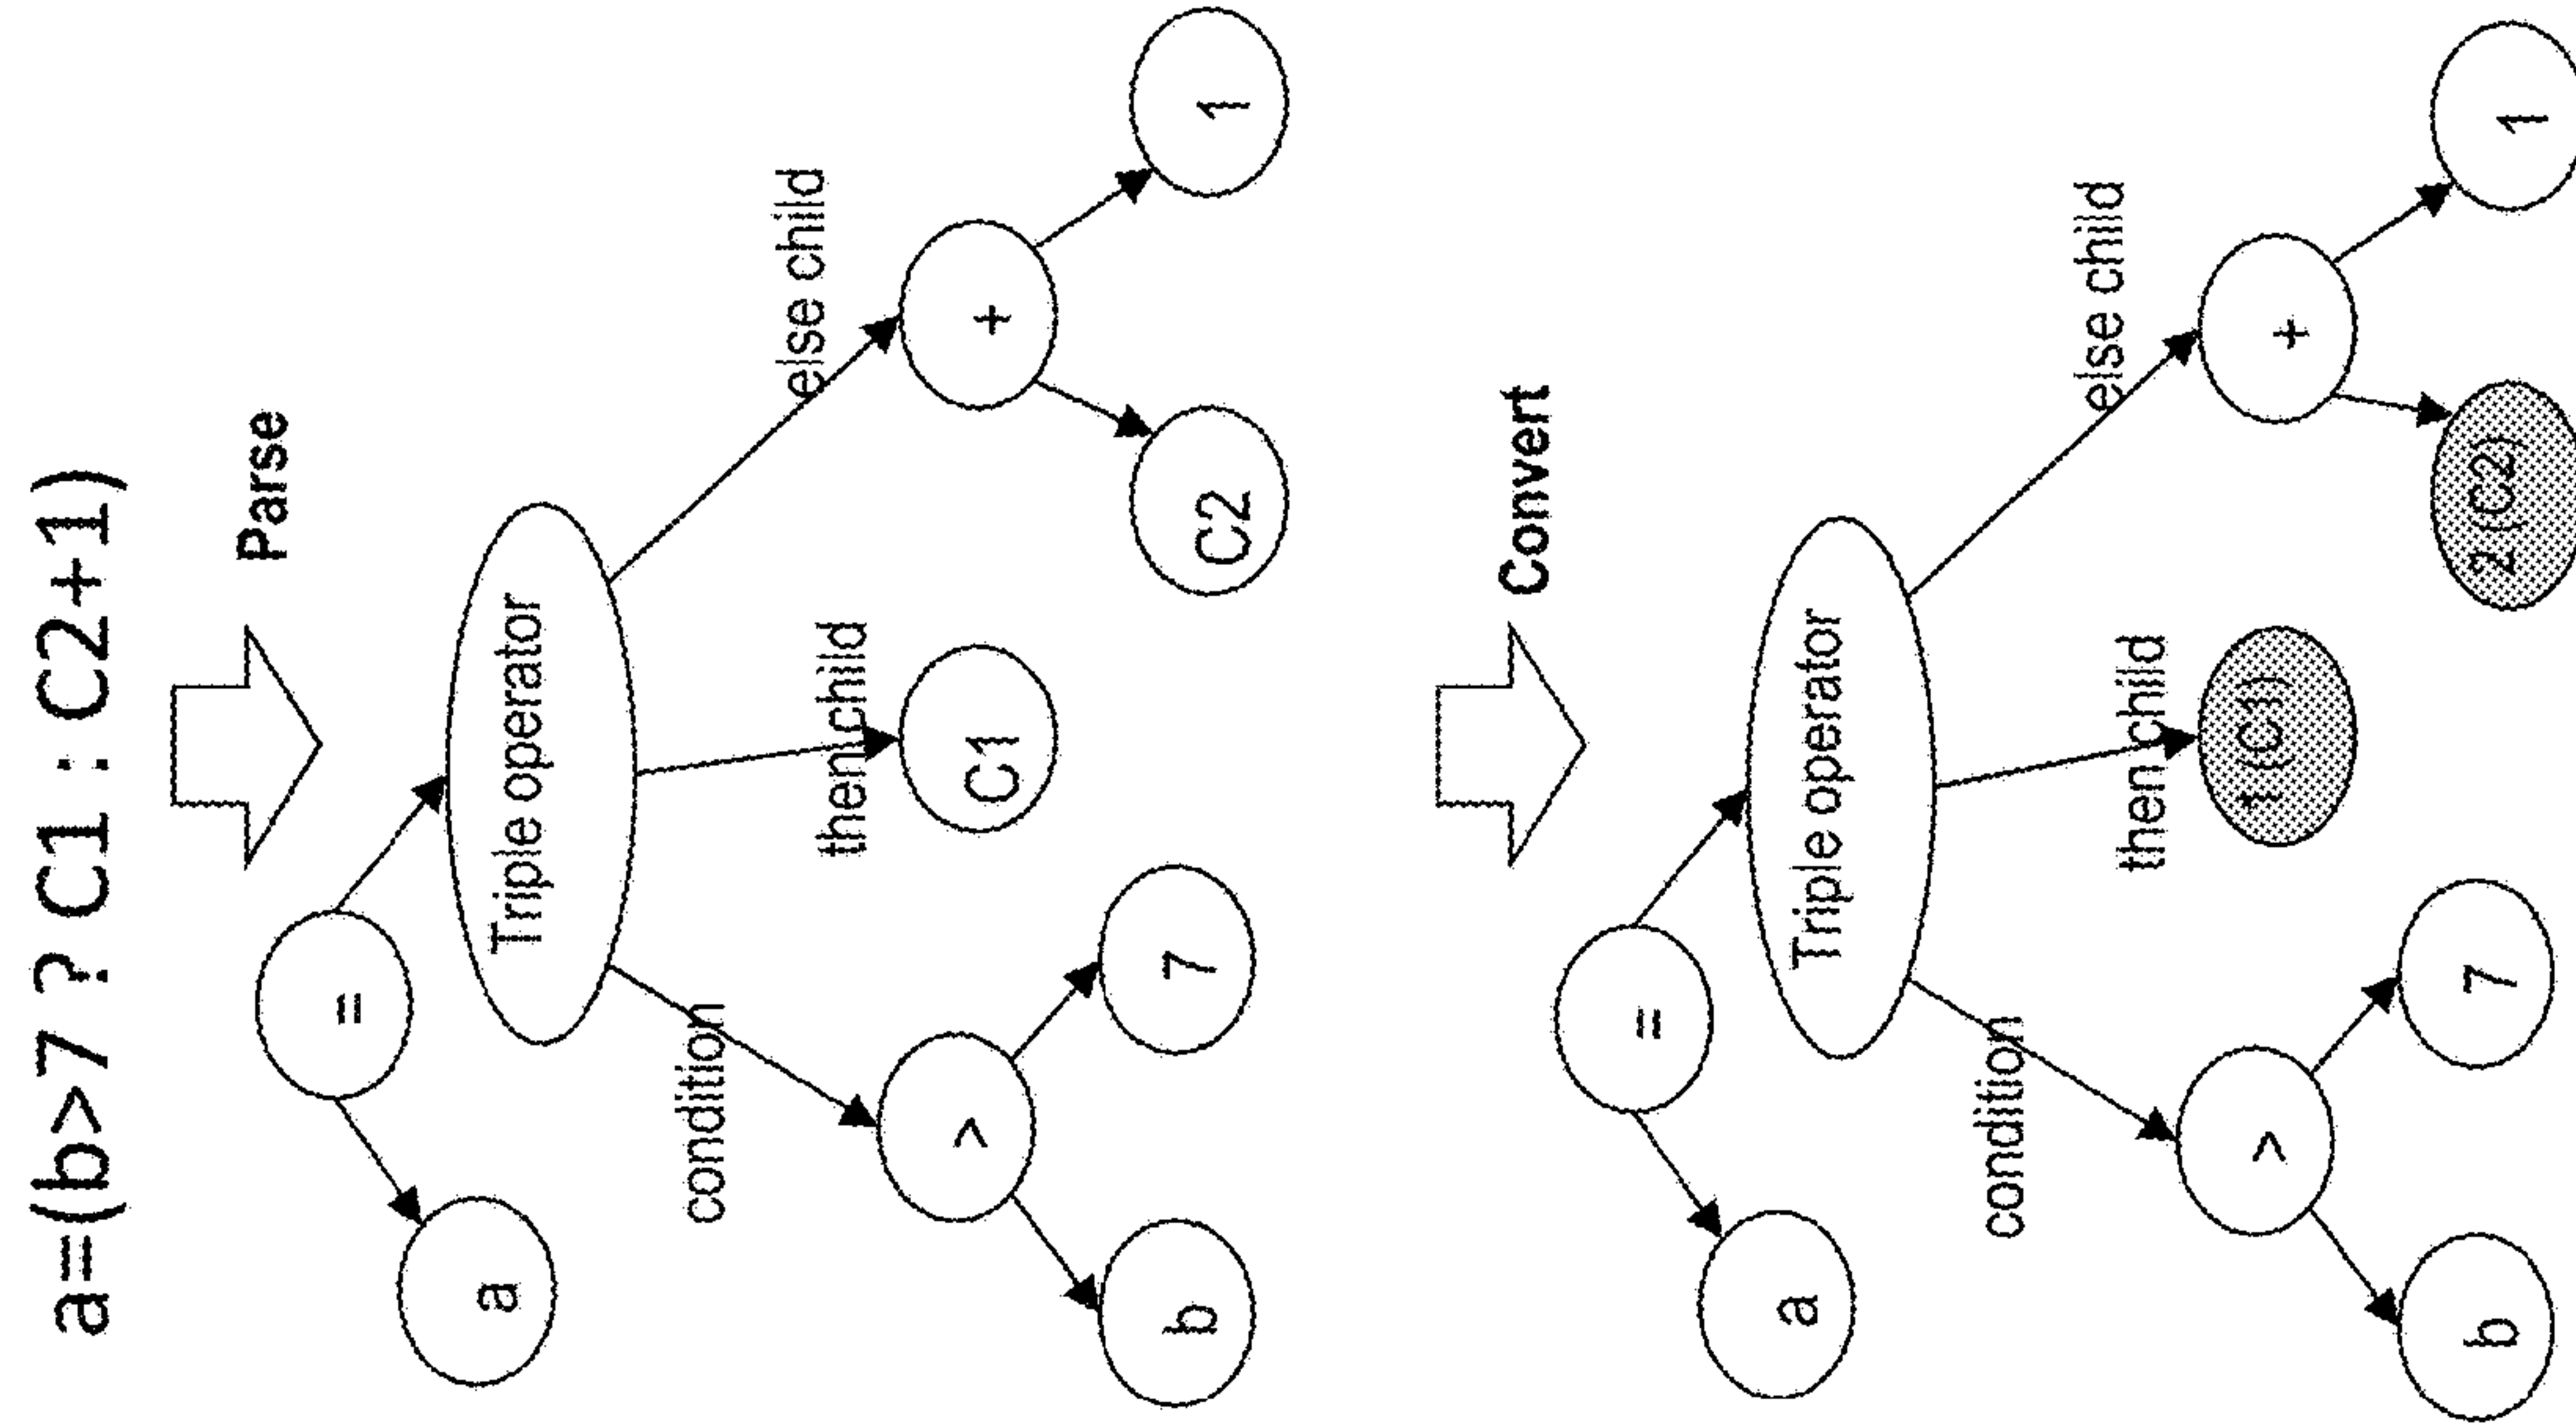 a=(b>7 ? C1 : C2+1)
Parse
=
a
Triple operator
condition
then child
else child
>
C1
+
b
7
C2
1
Convert
=
a
Triple operator
condition
then child
else child
>
1 (C1)
+
b
7
2 (C2)
1